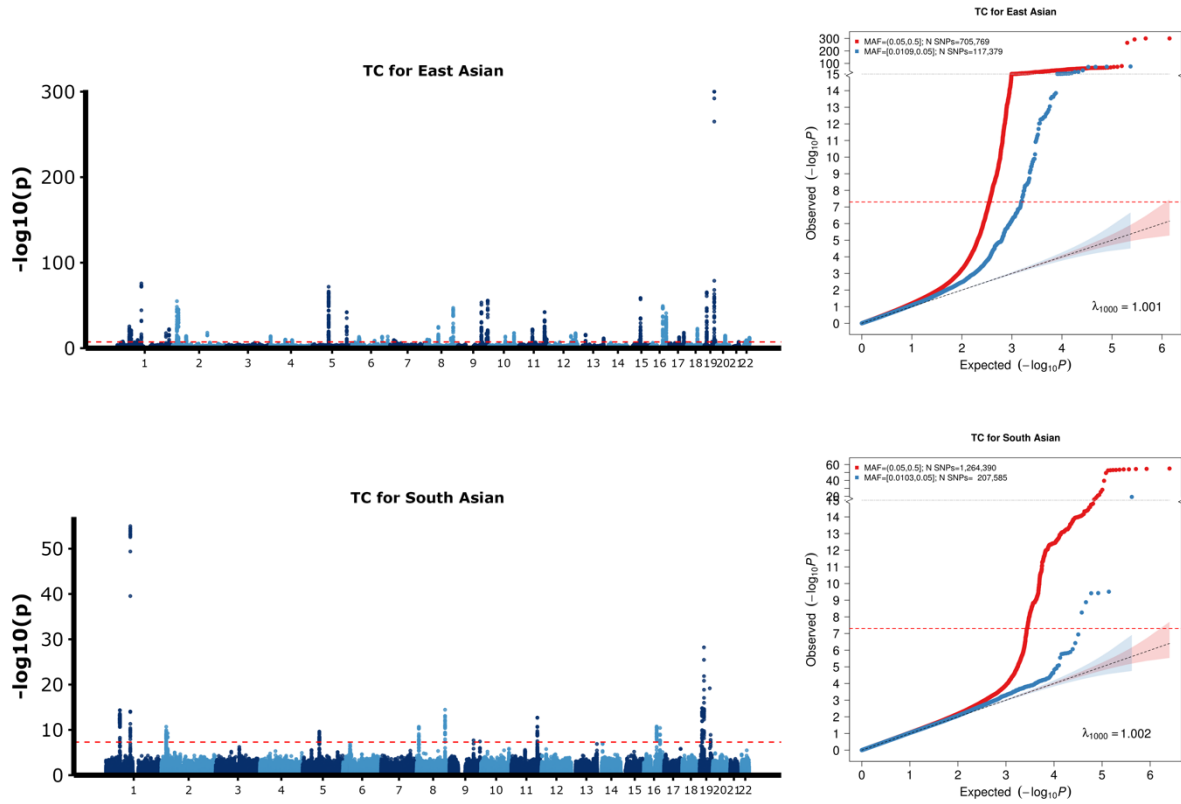 TC for East Asian
-log10(p)
300
200
100
0
1 2 3 4 5 6 7 8 9 10 11 12 13 14 15 16 17 18 19 20 21 22
TC for East Asian
MAF=(0.05,0.5]; N SNPs=705,769
MAF=[0.0109,0.05]; N SNPs=117,379
Observed (−log10P)
300
200
100
15
14
13
12
11
10
9
8
7
6
5
4
3
2
1
0
λ1000 = 1.001
0 1 2 3 4 5 6
Expected (−log10P)
TC for South Asian
-log10(p)
50
40
30
20
10
0
1 2 3 4 5 6 7 8 9 10 11 12 13 14 15 16 17 18 19 20 21 22
TC for South Asian
MAF=(0.05,0.5]; N SNPs=1,264,390
MAF=[0.0103,0.05]; N SNPs= 207,585
Observed (−log10P)
60
50
40
30
20
15
14
13
12
11
10
9
8
7
6
5
4
3
2
1
0
λ1000 = 1.002
0 1 2 3 4 5 6
Expected (−log10P)